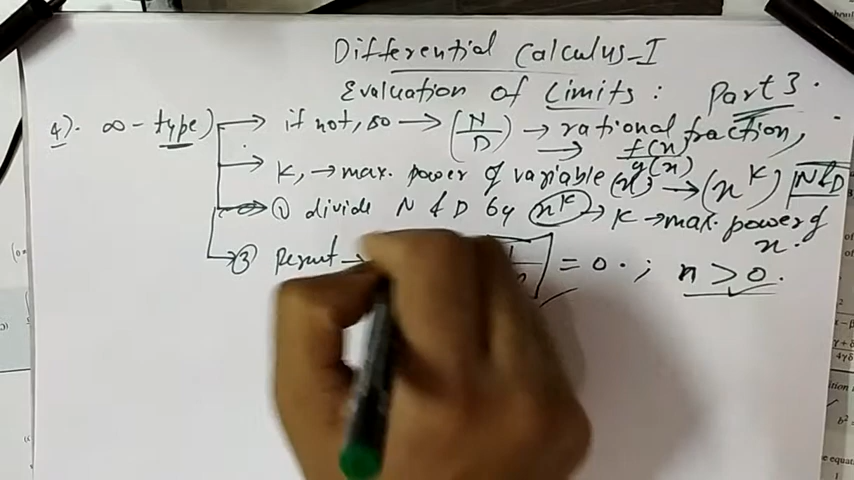 Differential Calculus-I
Evaluation of Limits : Part 3.
4). ∞ - type) → if not, so → (N/D) → rational fraction,
→ f(x)/g(x)
K, → max. power of variable (x) → (x^K) N & D
① divide N & D by x^K → K → max. power of
x.
③ Result → = 0. ; n > 0.